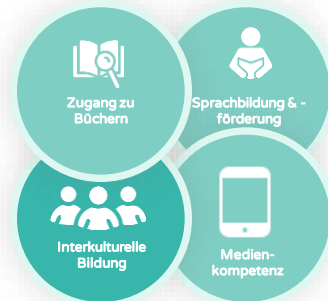 Zugang zu
Büchern
Sprachbildung & -
förderung
Interkulturelle
Bildung
Medien-
kompetenz